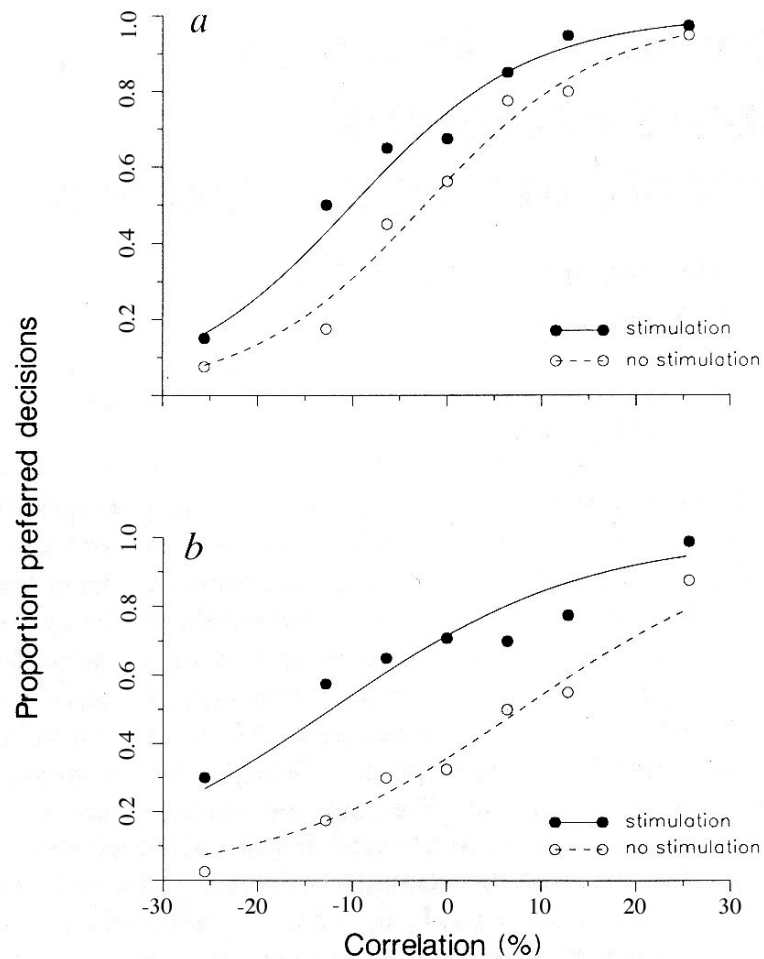 a
1.0
0.8
0.6
0.4
0.2
stimulation
no stimulation
Proportion preferred decisions
b
1.0
0.8
0.6
0.4
0.2
stimulation
no stimulation
-30 -20 -10 0 10 20 30
Correlation (%)